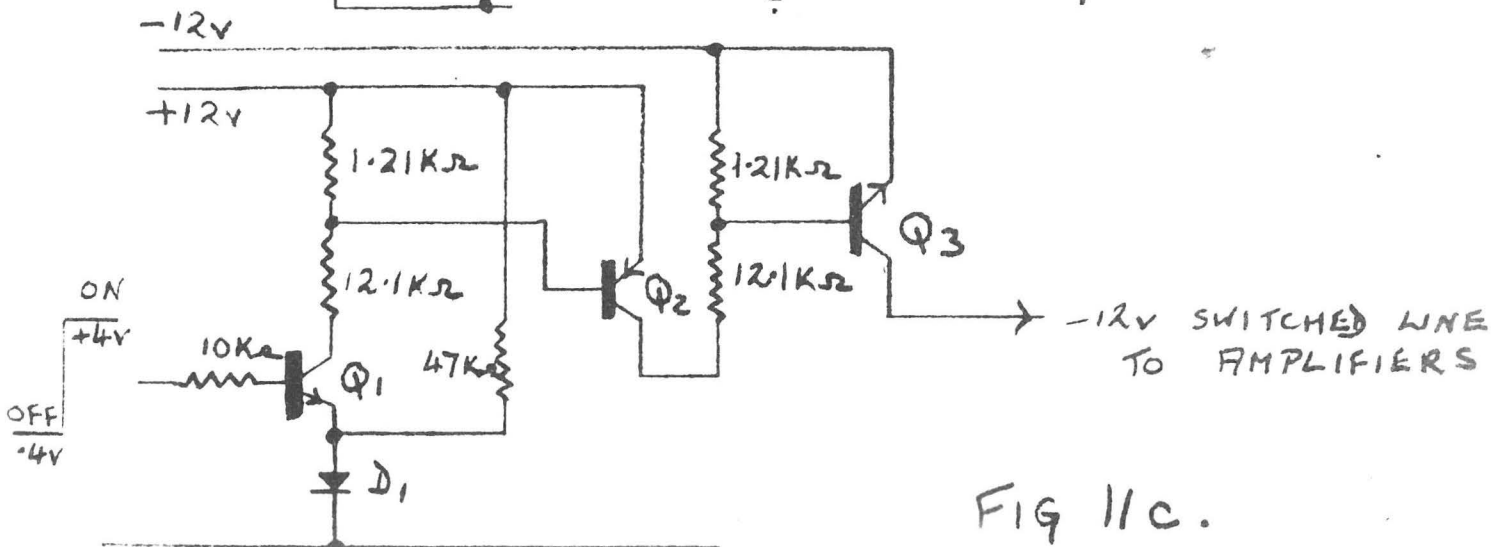 -12v
+12v
1.21KΩ
1.21KΩ
Q3
12.1KΩ
Q2
12.1KΩ
ON
+4v
10KΩ
Q1
47KΩ
-12v SWITCHED LINE
TO AMPLIFIERS
OFF
.4v
D1
FIG 11c.